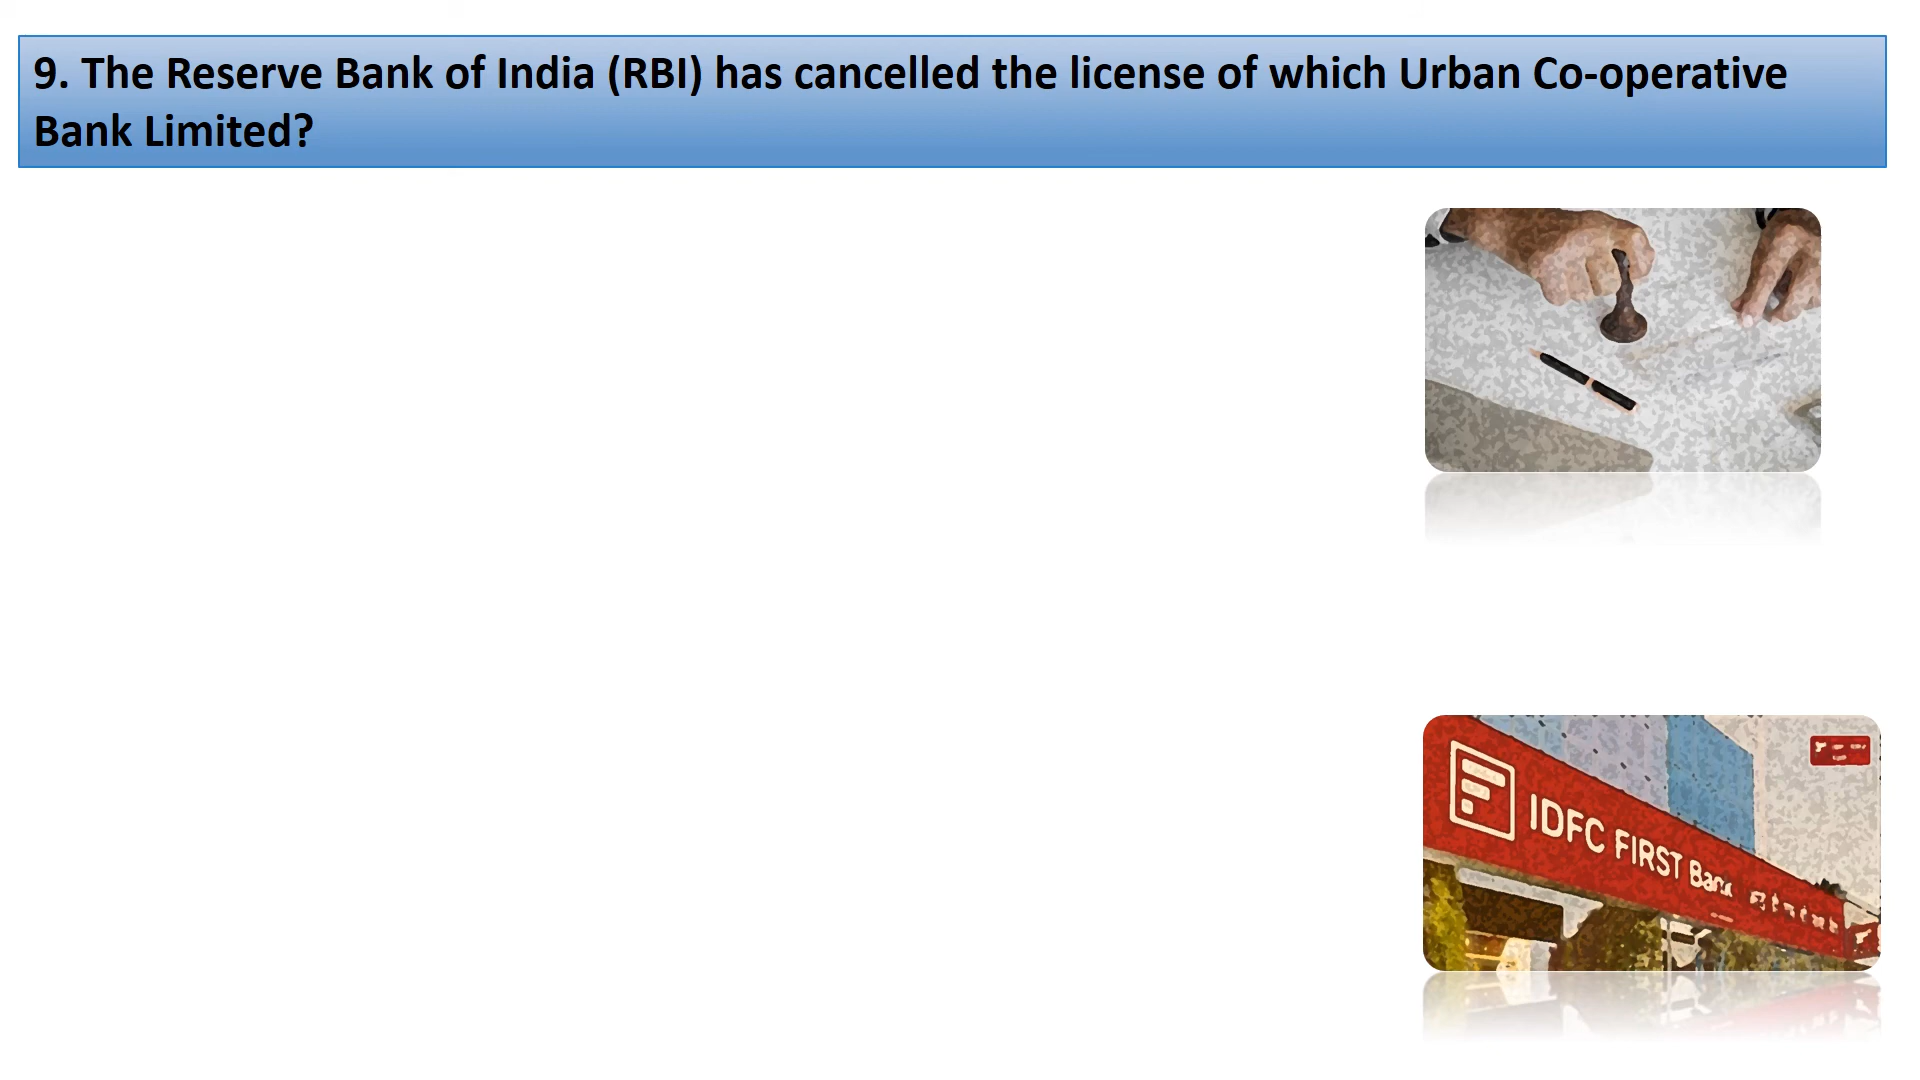 9. The Reserve Bank of India (RBI) has cancelled the license of which Urban Co-operative
Bank Limited?
IDFC FIRST Bank